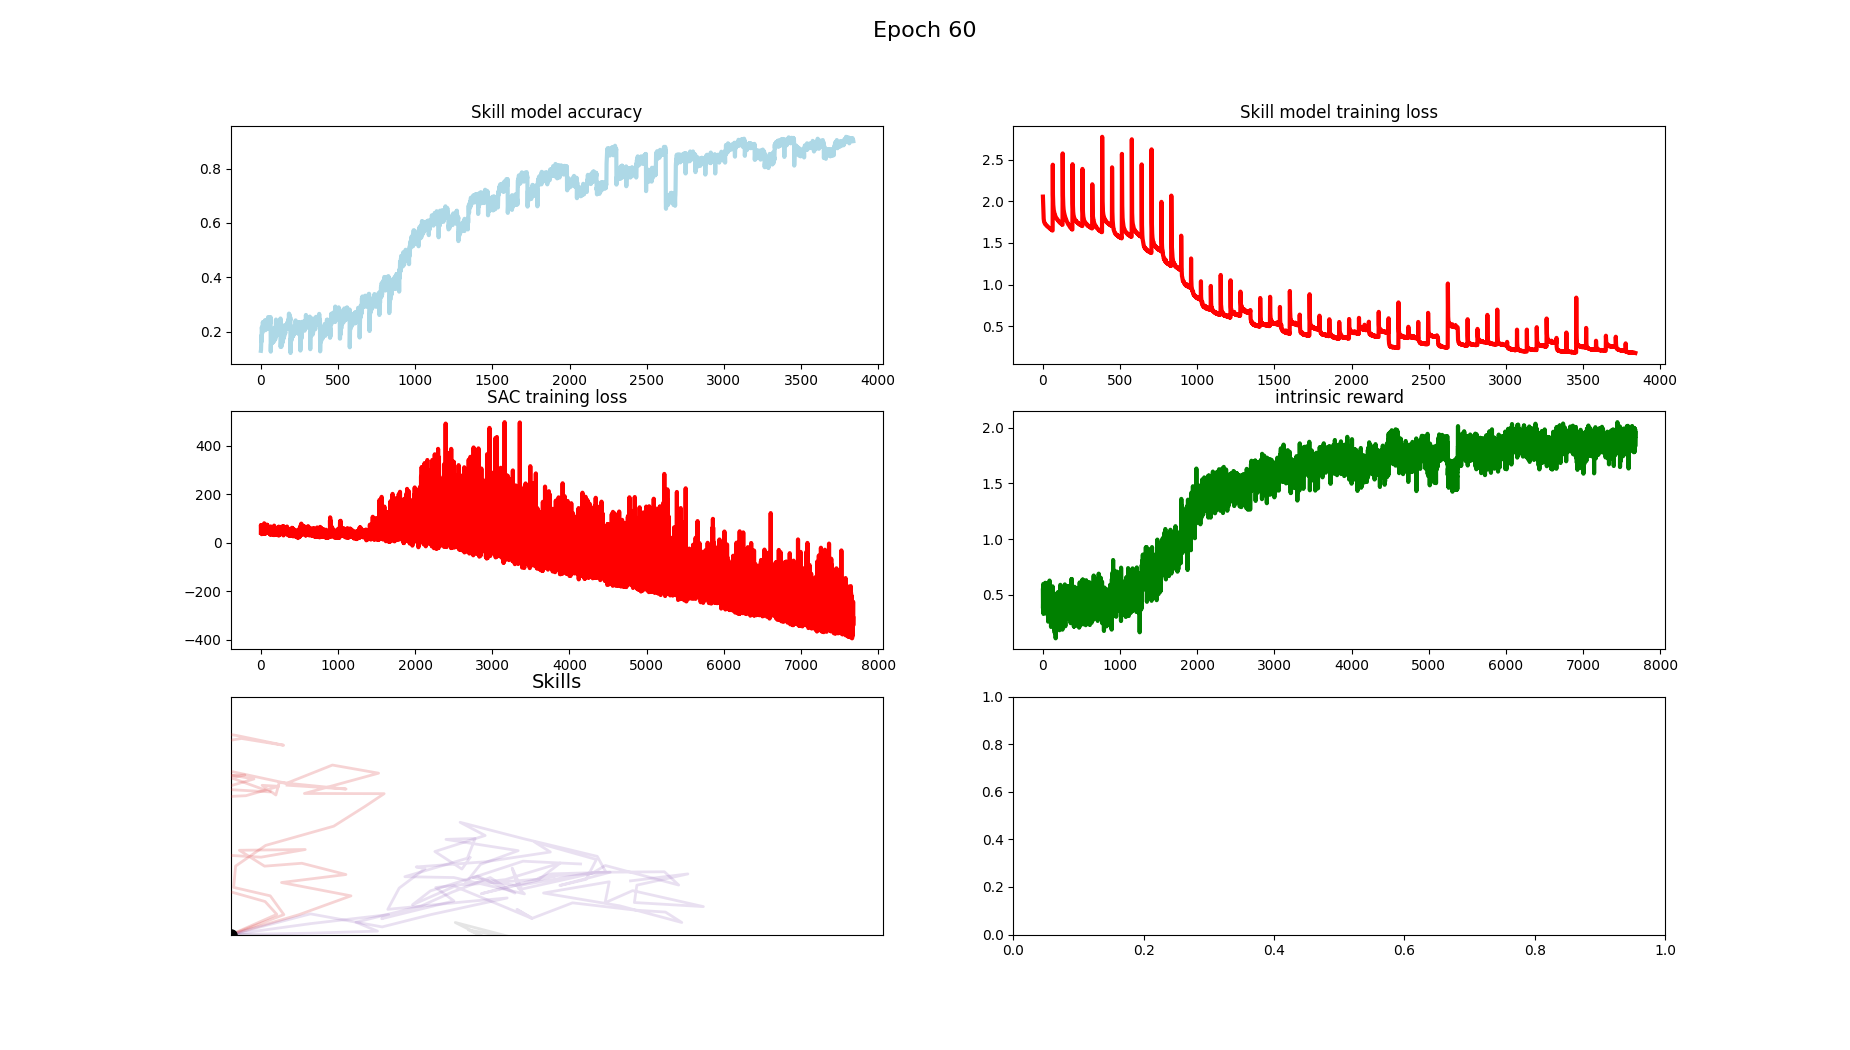 Epoch 60
Skill model accuracy
0.8
0.6
0.4
0.2
0 500 1000 1500 2000 2500 3000 3500 4000
Skill model training loss
2.5
2.0
1.5
1.0
0.5
0 500 1000 1500 2000 2500 3000 3500 4000
SAC training loss
400
200
0
−200
−400
0 1000 2000 3000 4000 5000 6000 7000 8000
intrinsic reward
2.0
1.5
1.0
0.5
0 1000 2000 3000 4000 5000 6000 7000 8000
Skills
1.0
0.8
0.6
0.4
0.2
0.0
0.0 0.2 0.4 0.6 0.8 1.0